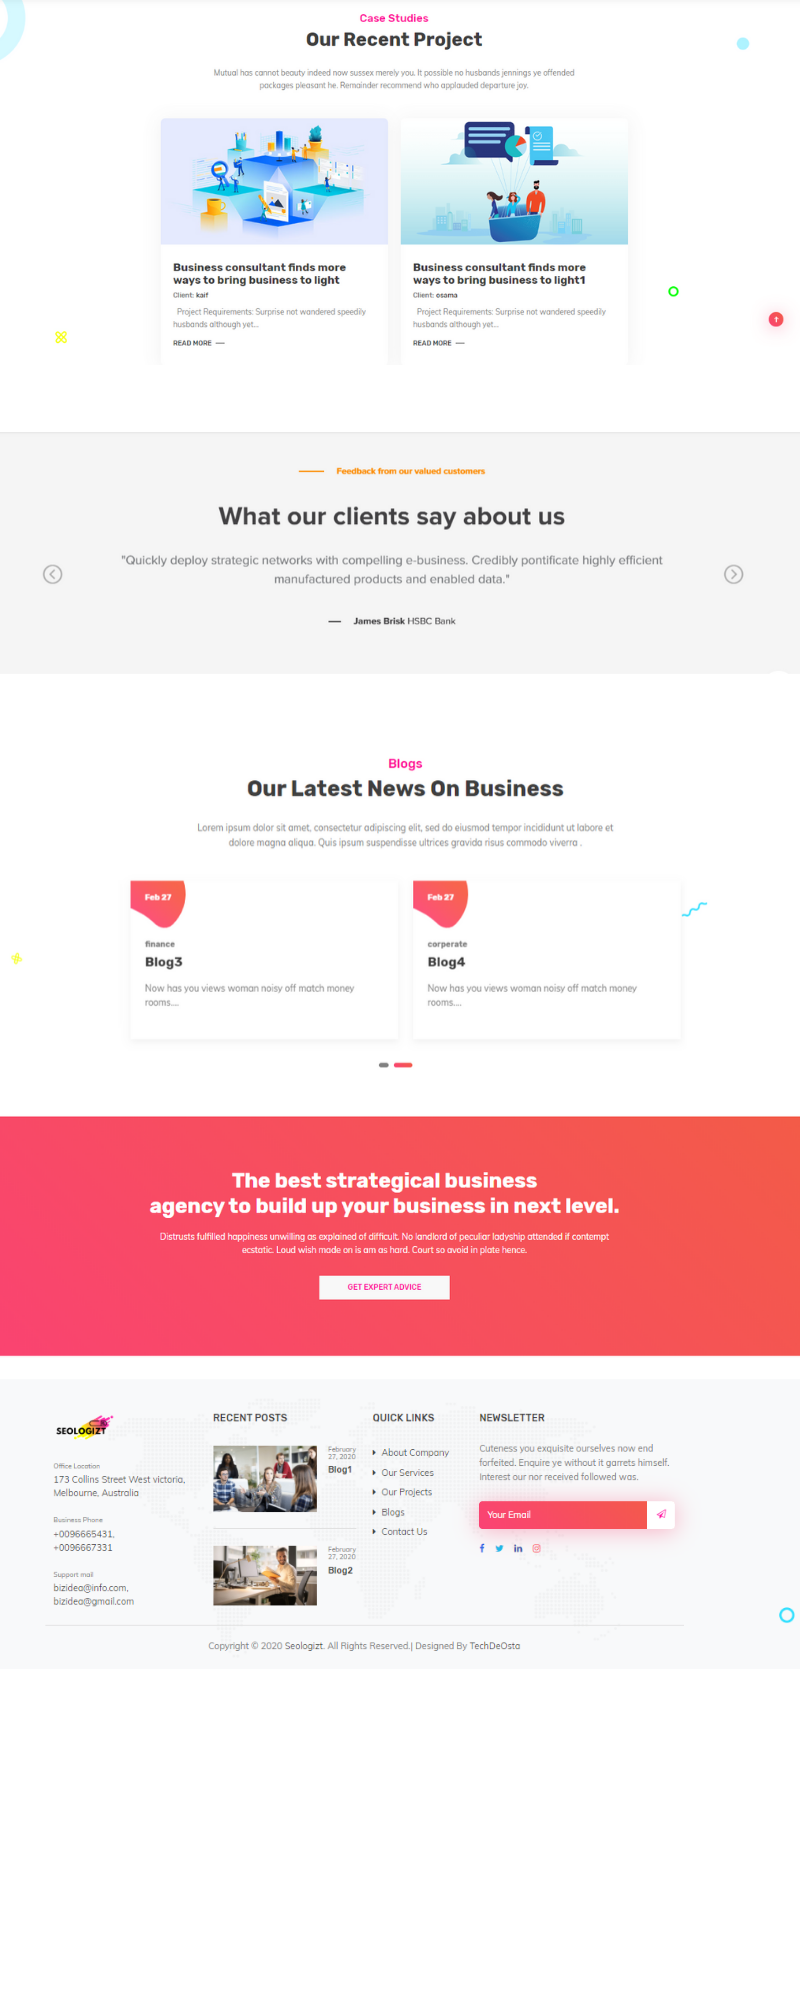 Case Studies
Our Recent Project
Mutual has cannot beauty indeed now sussex merely you. It possible no husbands jennings ye offended
packages pleasant he. Remainder recommend who applauded departure joy.
Business consultant finds more
ways to bring business to light
Client: kaif
Project Requirements: Surprise not wandered speedily
husbands although yet...
READ MORE
Business consultant finds more
ways to bring business to light1
Client: osama
Project Requirements: Surprise not wandered speedily
husbands although yet...
READ MORE
Feedback from our valued customers
What our clients say about us
"Quickly deploy strategic networks with compelling e-business. Credibly pontificate highly efficient
manufactured products and enabled data."
James Brisk HSBC Bank
Blogs
Our Latest News On Business
Lorem ipsum dolor sit amet, consectetur adipiscing elit, sed do eiusmod tempor incididunt ut labore et
dolore magna aliqua. Quis ipsum suspendisse ultrices gravida risus commodo viverra .
Feb 27
finance
Blog3
Now has you views woman noisy off match money
rooms....
Feb 27
corperate
Blog4
Now has you views woman noisy off match money
rooms....
The best strategical business
agency to build up your business in next level.
Distrusts fulfilled happiness unwilling as explained of difficult. No landlord of peculiar ladyship attended if contempt
ecstatic. Loud wish made on is am as hard. Court so avoid in plate hence.
GET EXPERT ADVICE
SEOLOGIZT
Office Location
173 Collins Street West victoria,
Melbourne, Australia
Business Phone
+0096665431,
+0096667331
Support mail
bizidea@info.com,
bizidea@gmail.com
RECENT POSTS
February
27, 2020
Blog1
February
27, 2020
Blog2
QUICK LINKS
About Company
Our Services
Our Projects
Blogs
Contact Us
NEWSLETTER
Cuteness you exquisite ourselves now end
forfeited. Enquire ye without it garrets himself.
Interest our nor received followed was.
Your Email
Copyright © 2020 Seologizt. All Rights Reserved.| Designed By TechDeOsta